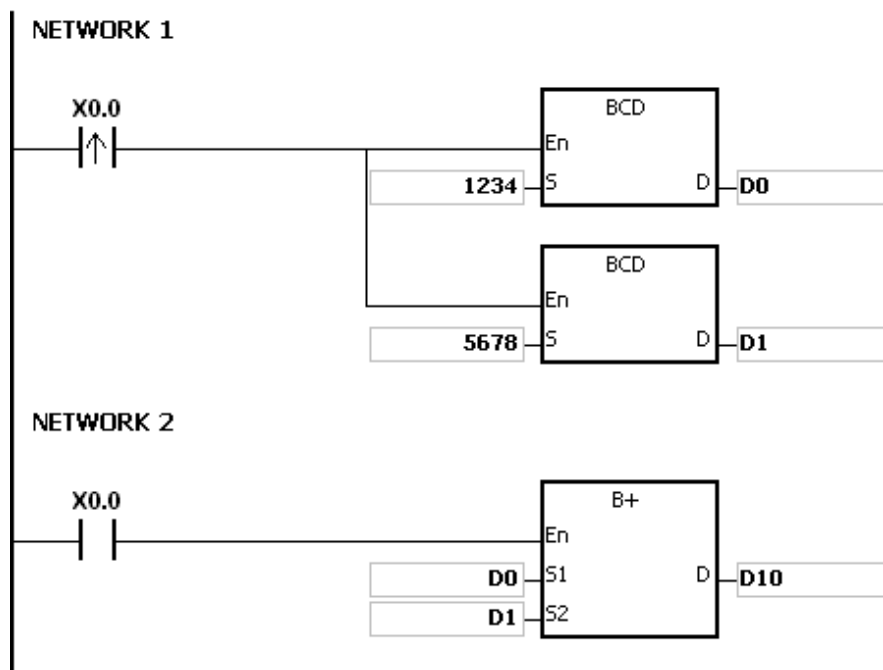 NETWORK 1
X0.0
BCD
En
1234 S D D0
BCD
En
5678 S D D1
NETWORK 2
X0.0
B+
En
D0 S1 D D10
D1 S2